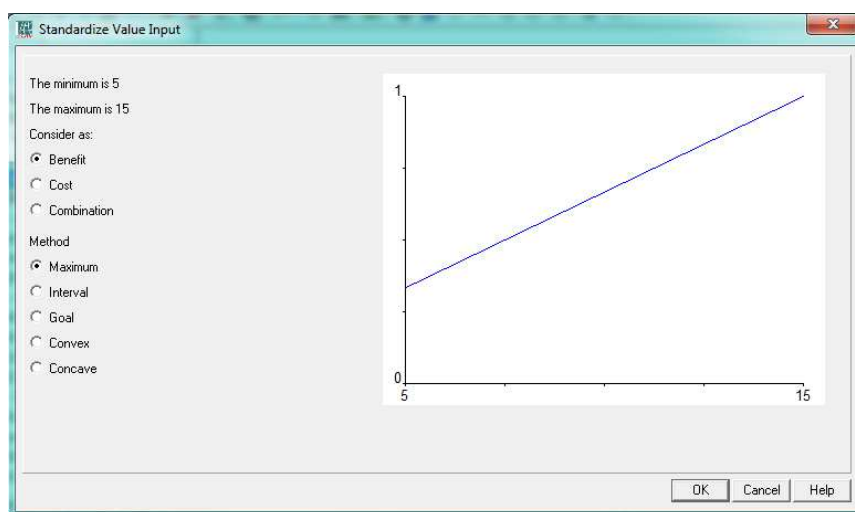 Standardize Value Input
The minimum is 5
The maximum is 15
Consider as:
Benefit
Cost
Combination
Method
Maximum
Interval
Goal
Convex
Concave
1
0
5 15
OK Cancel Help